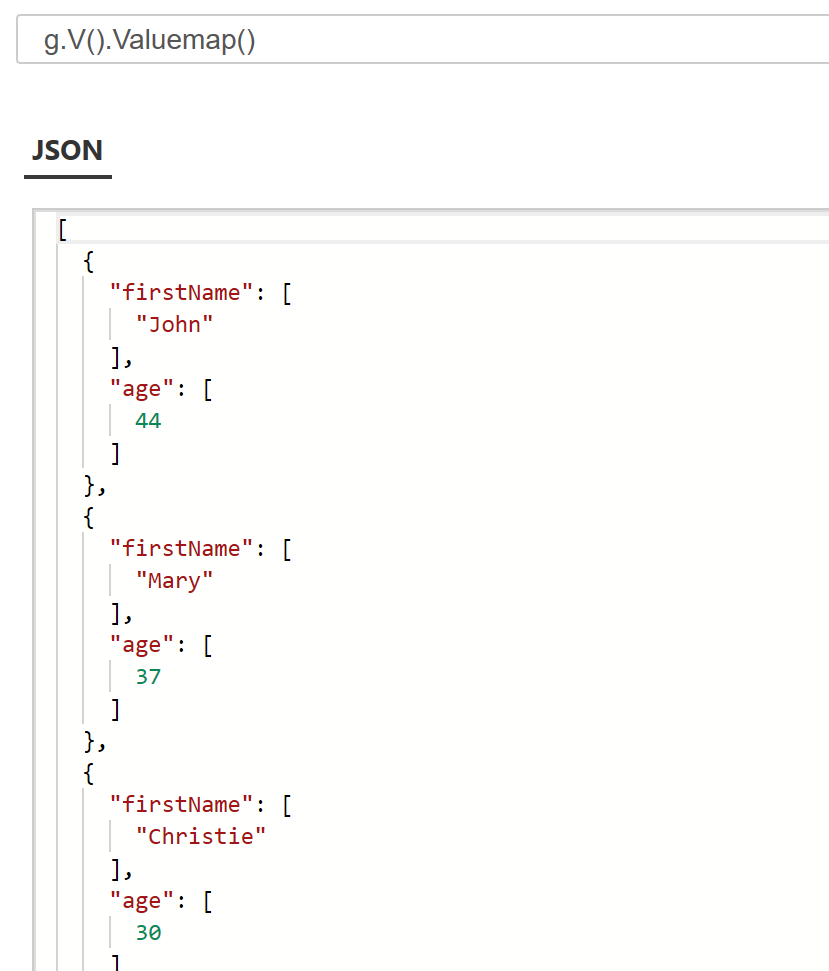 g.V().Valuemap()
JSON
[
{
"firstName": [
"John"
],
"age": [
44
]
},
{
"firstName": [
"Mary"
],
"age": [
37
]
},
{
"firstName": [
"Christie"
],
"age": [
30
]